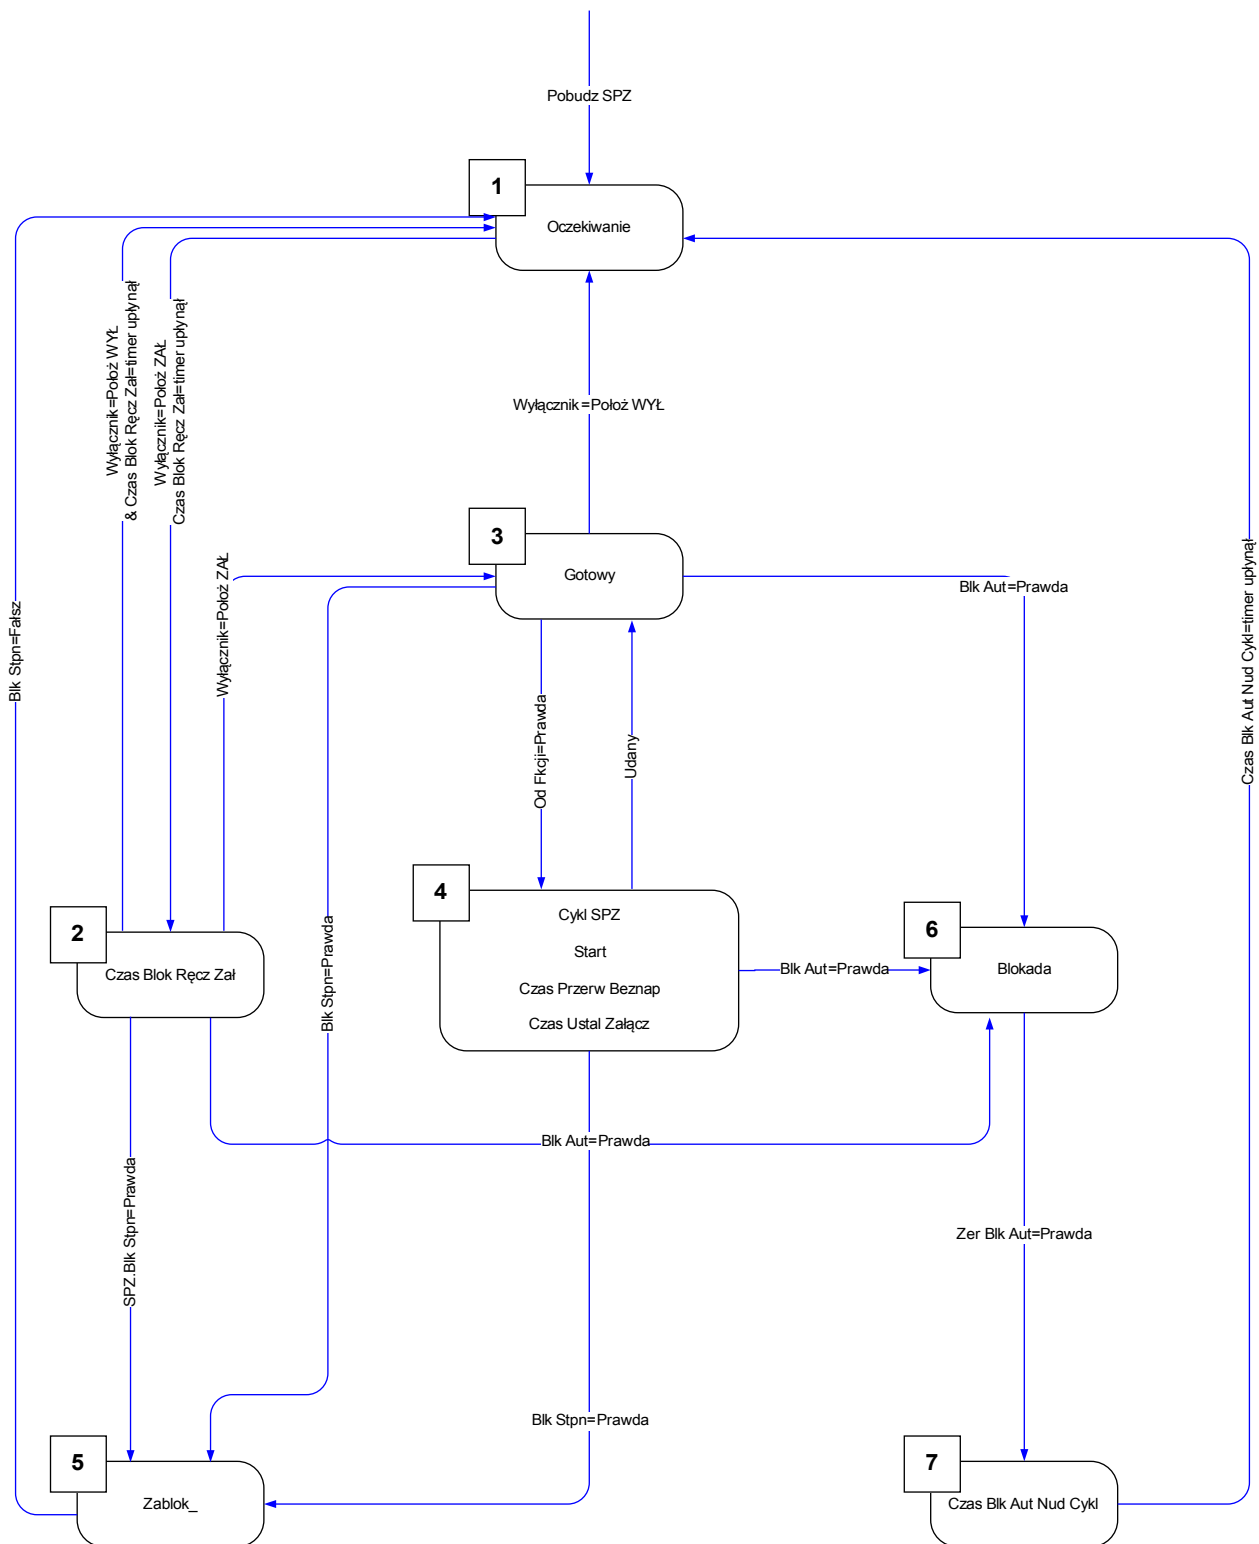 Pobudz SPZ
1
Oczekiwanie
Wyłącznik=Położ WYŁ
& Czas Blok Ręcz Zał=timer upłynął
Wyłącznik=Położ ZAŁ
Czas Blok Ręcz Zał=timer upłynął
Wyłącznik=Położ WYŁ
3
Gotowy
Wyłącznik=Położ ZAŁ
Blk Aut=Prawda
Blk Stpn=Fałsz
Czas Blk Aut Nud Cykl=timer upłynął
Od Fkcji=Prawda
Udany
4
Cykl SPZ
Start
Czas Przerw Beznap
Czas Ustal Załącz
2
Czas Blok Ręcz Zał
6
Blokada
Blk Aut=Prawda
Blk Stpn=Prawda
Blk Aut=Prawda
SPZ.Blk Stpn=Prawda
Zer Blk Aut=Prawda
Blk Stpn=Prawda
5
Zablok_
7
Czas Blk Aut Nud Cykl